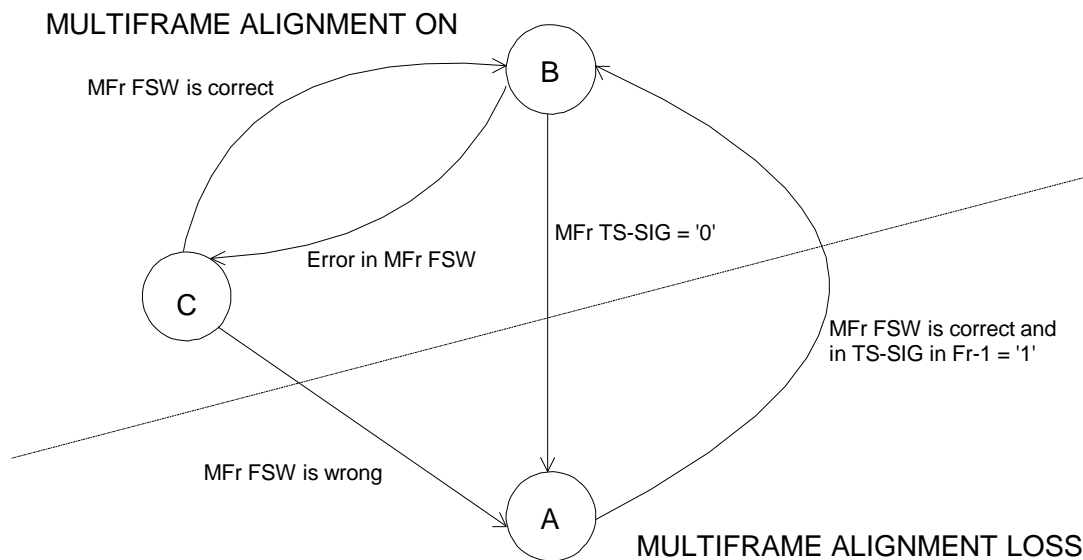 MULTIFRAME ALIGNMENT ON
B
MFr FSW is correct
MFr TS-SIG = '0'
Error in MFr FSW
C
MFr FSW is correct and
in TS-SIG in Fr-1 = '1'
MFr FSW is wrong
A
MULTIFRAME ALIGNMENT LOSS